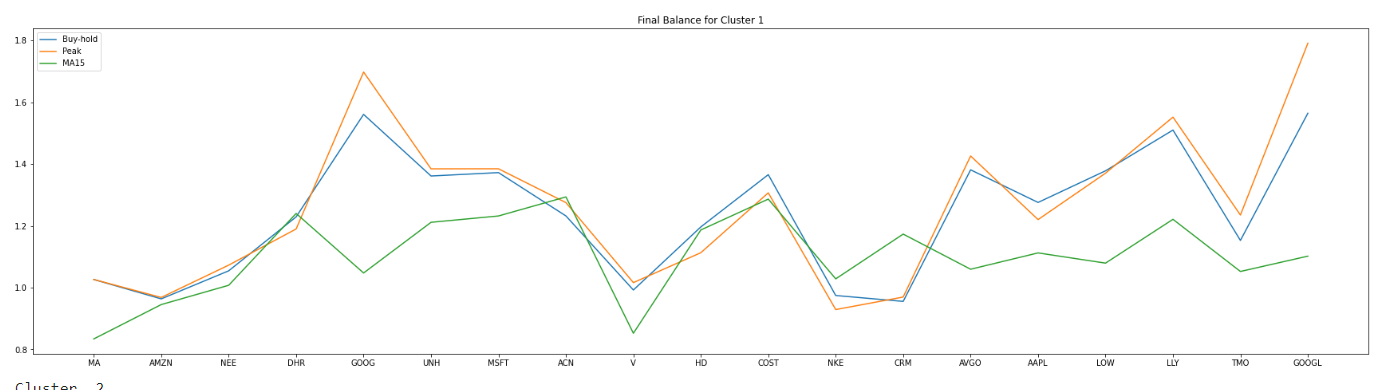 Final Balance for Cluster 1
Buy-hold
Peak
MA15
1.8
1.6
1.4
1.2
1.0
0.8
MA AMZN NEE DHR GOOG UNH MSFT ACN V HD COST NKE CRM AVGO AAPL LOW LLY TMO GOOGL
Cluster 2